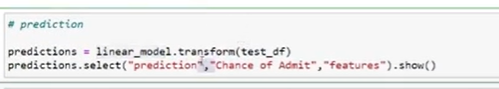 # prediction
predictions = linear_model.transform(test_df)
predictions.select("prediction","Chance of Admit","features").show()